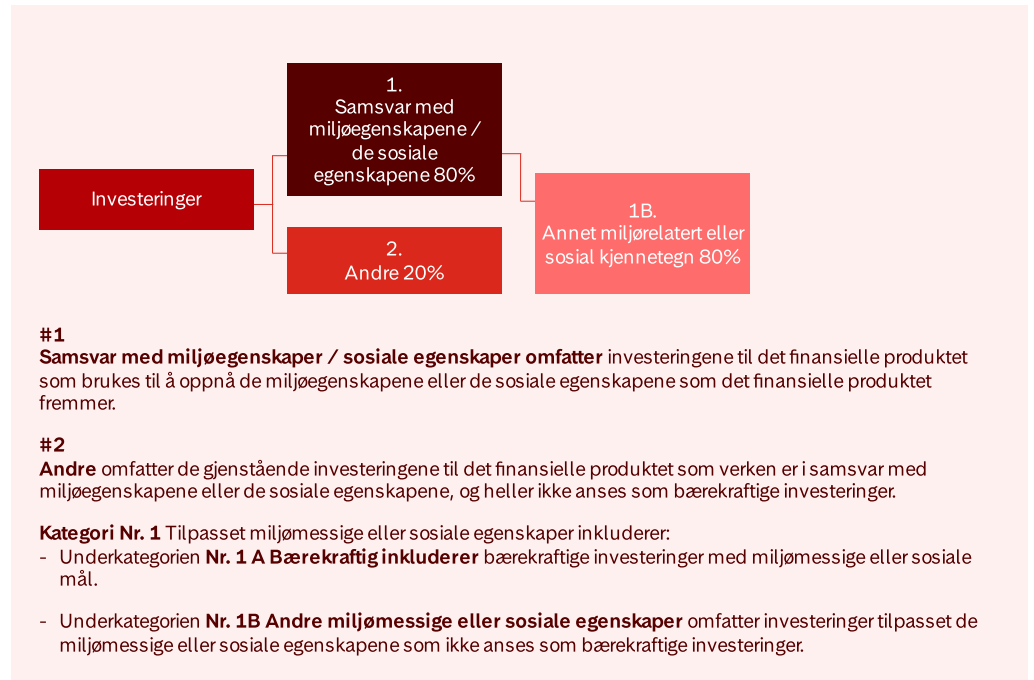 1.
Samsvar med
miljøegenskapene /
de sosiale
egenskapene 80%
Investeringer
2.
Andre 20%
1B.
Annet miljørelatert eller
sosial kjennetegn 80%
#1
Samsvar med miljøegenskaper / sosiale egenskaper omfatter investeringene til det finansielle produktet
som brukes til å oppnå de miljøegenskapene eller de sosiale egenskapene som det finansielle produktet
fremmer.
#2
Andre omfatter de gjenstående investeringene til det finansielle produktet som verken er i samsvar med
miljøegenskapene eller de sosiale egenskapene, og heller ikke anses som bærekraftige investeringer.
Kategori Nr. 1 Tilpasset miljømessige eller sosiale egenskaper inkluderer:
- Underkategorien Nr. 1 A Bærekraftig inkluderer bærekraftige investeringer med miljømessige eller sosiale
mål.
- Underkategorien Nr. 1B Andre miljømessige eller sosiale egenskaper omfatter investeringer tilpasset de
miljømessige eller sosiale egenskapene som ikke anses som bærekraftige investeringer.